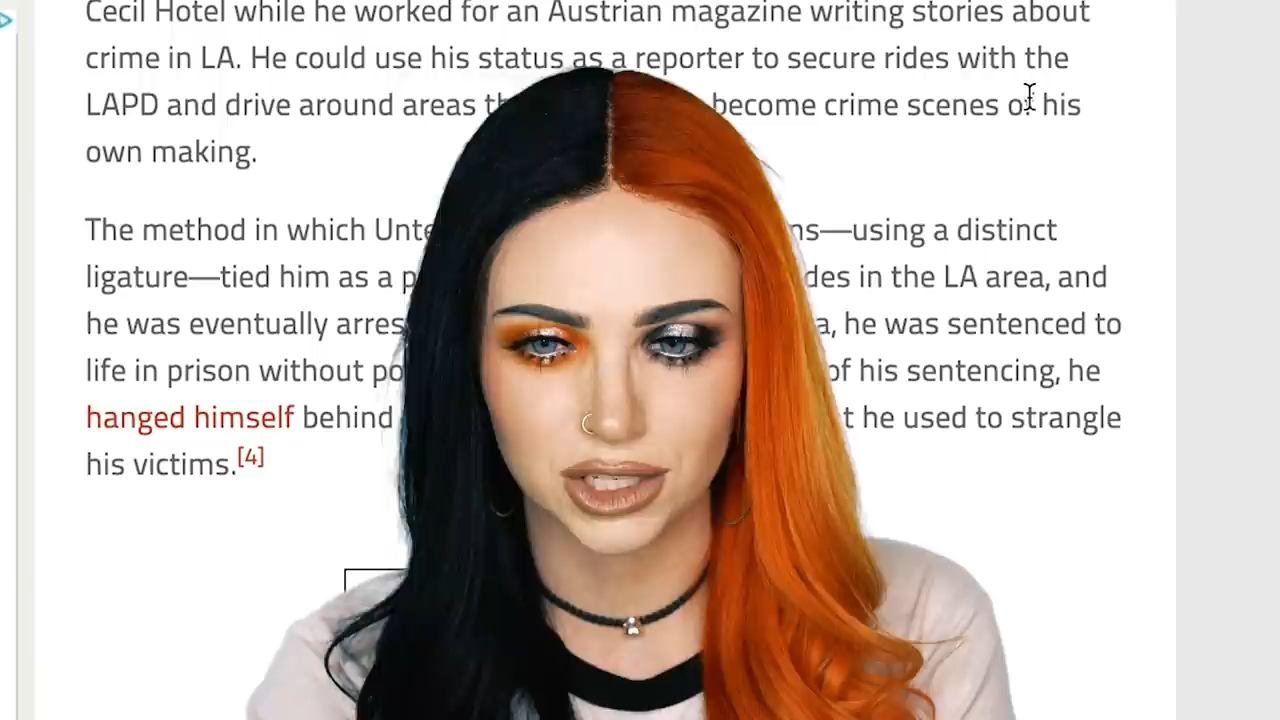 Cecil Hotel while he worked for an Austrian magazine writing stories about
crime in LA. He could use his status as a reporter to secure rides with the
LAPD and drive around areas become crime scenes of his
own making.
The method in which Unte ns—using a distinct
ligature—tied him as a p des in the LA area, and
he was eventually arres a, he was sentenced to
life in prison without po of his sentencing, he
hanged himself behind t he used to strangle
his victims.[4]